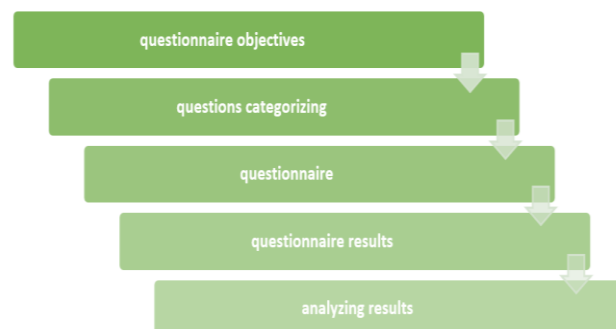 questionnaire objectives
questions categorizing
questionnaire
questionnaire results
analyzing results